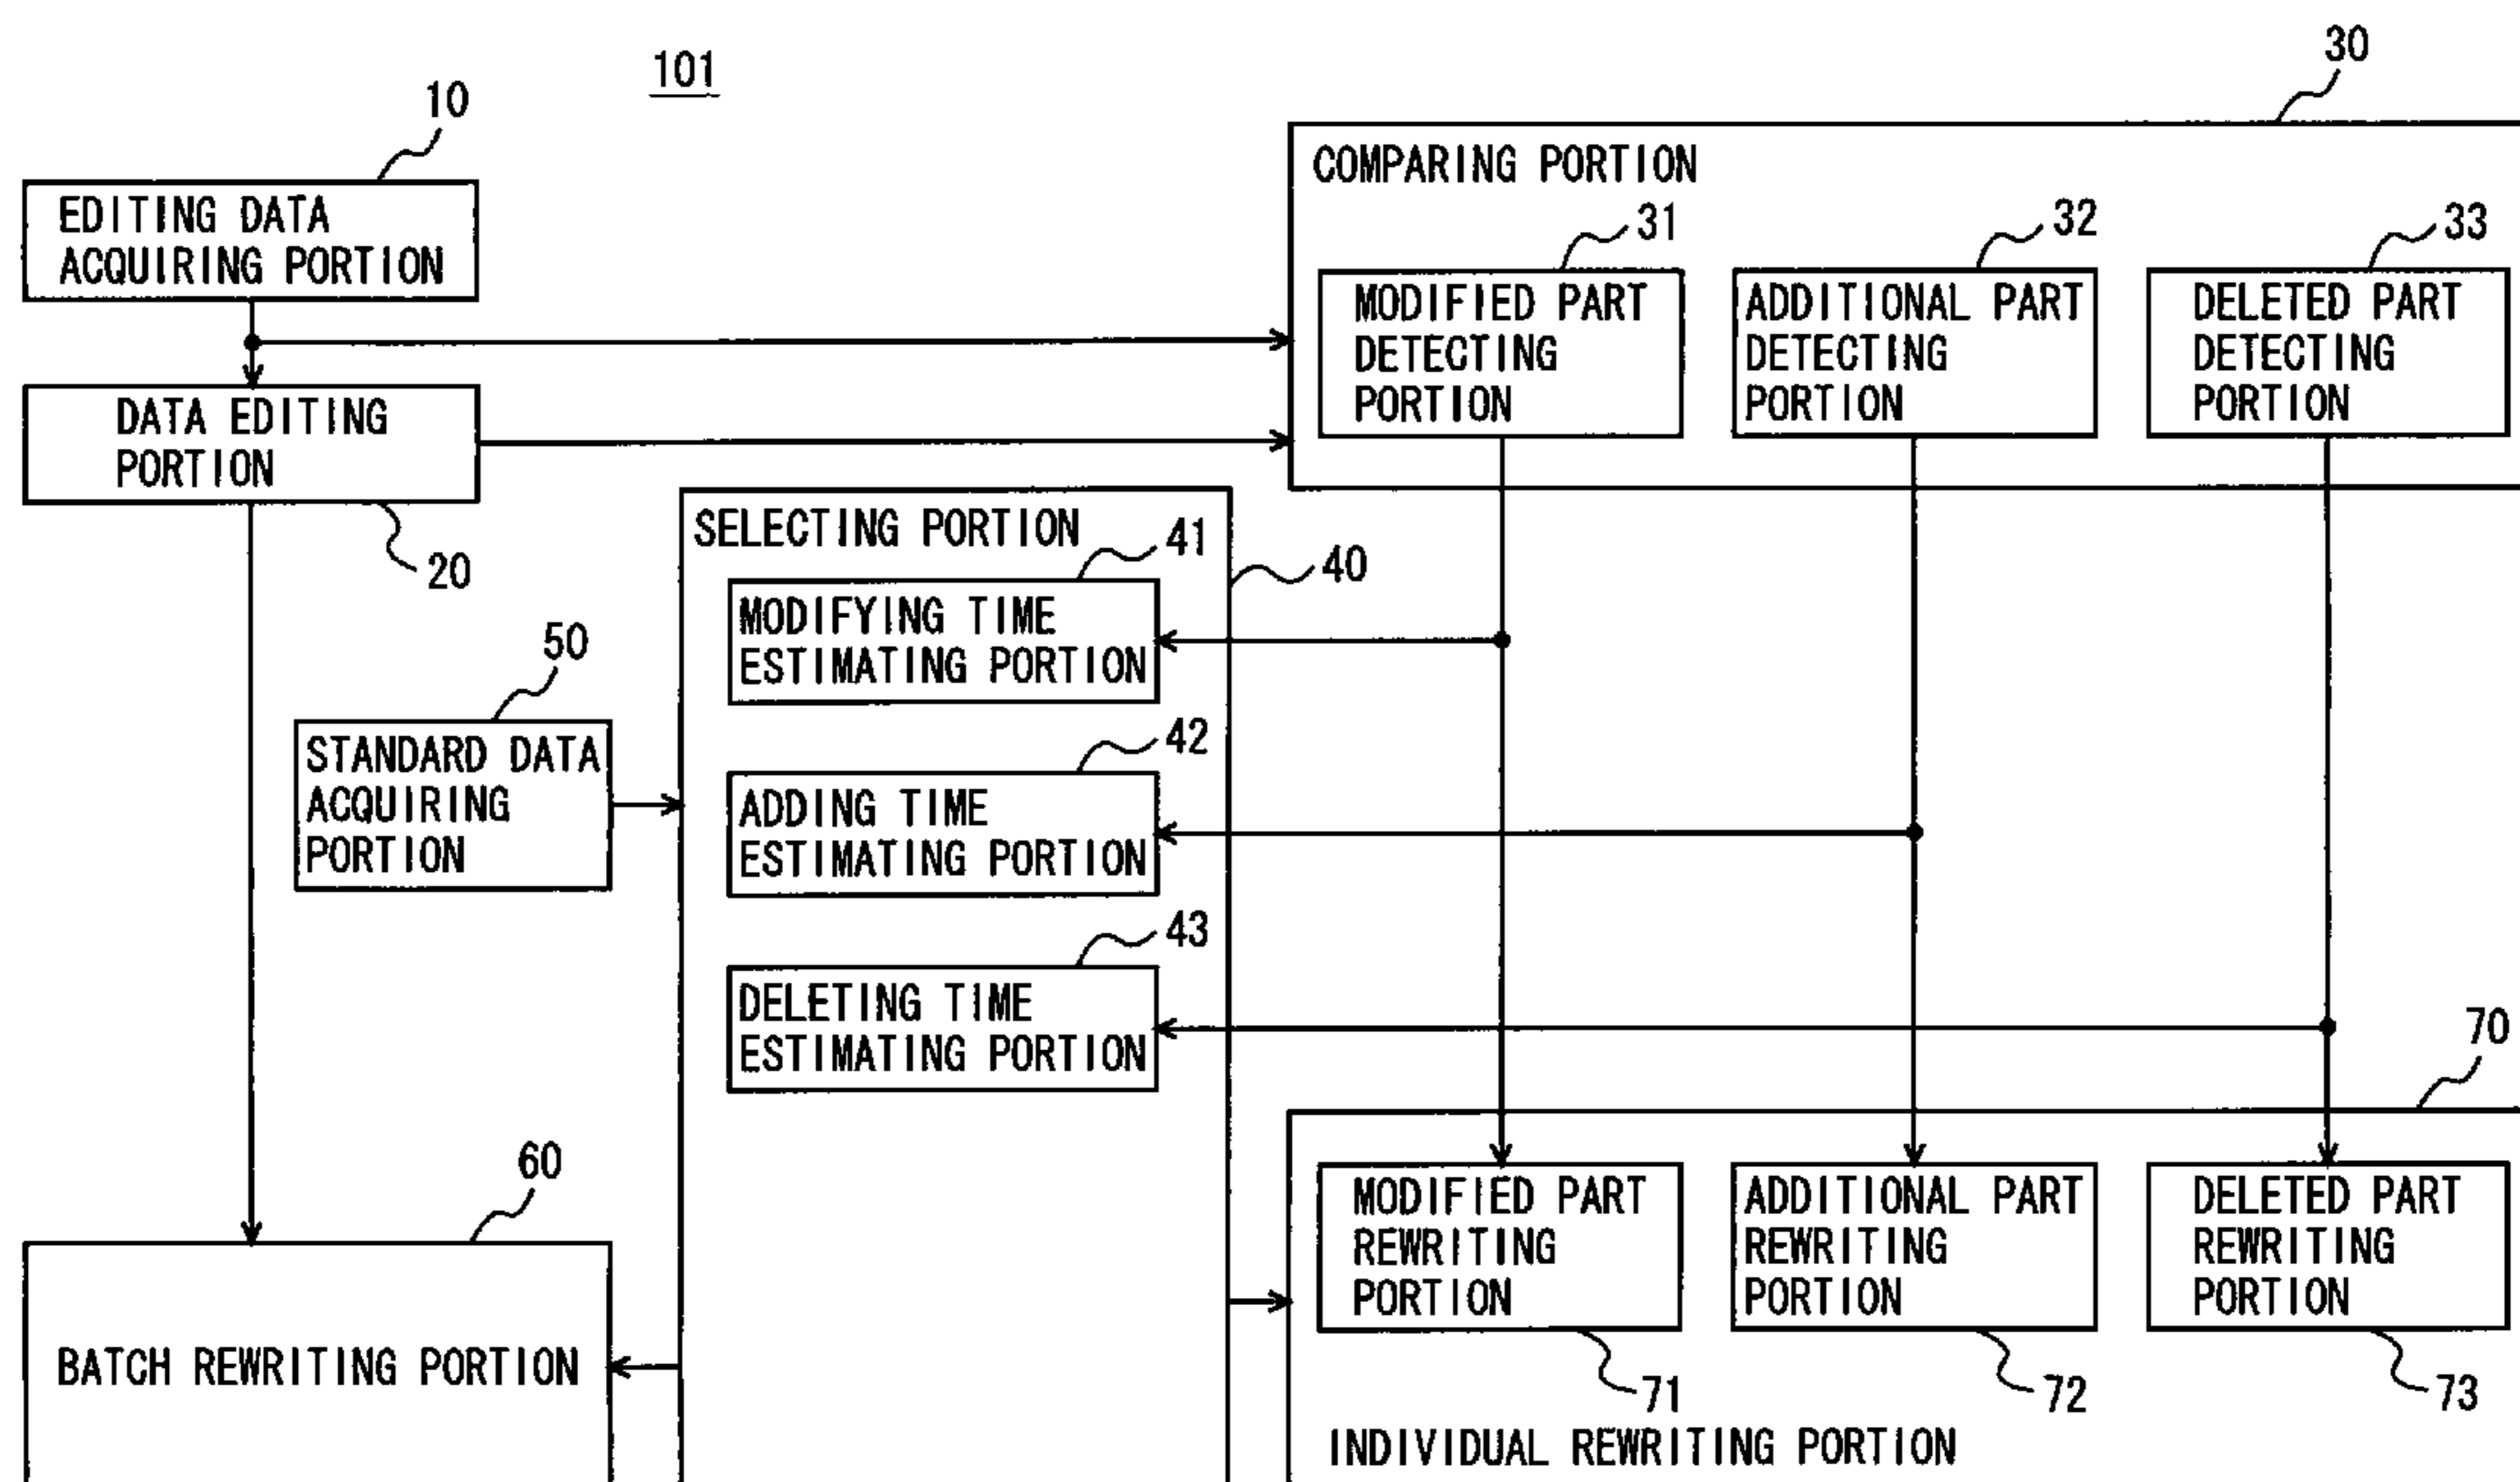 101
30
10
COMPARING PORTION
EDITING DATA
ACQUIRING PORTION
31
32
33
MODIFIED PART
DETECTING
PORTION
ADDITIONAL PART
DETECTING
PORTION
DELETED PART
DETECTING
PORTION
DATA EDITING
PORTION
20
SELECTING PORTION
41
40
MODIFYING TIME
ESTIMATING PORTION
50
STANDARD DATA
ACQUIRING
PORTION
42
ADDING TIME
ESTIMATING PORTION
43
DELETING TIME
ESTIMATING PORTION
70
60
BATCH REWRITING PORTION
MODIFIED PART
REWRITING
PORTION
ADDITIONAL PART
REWRITING
PORTION
DELETED PART
REWRITING
PORTION
71
72
73
INDIVIDUAL REWRITING PORTION